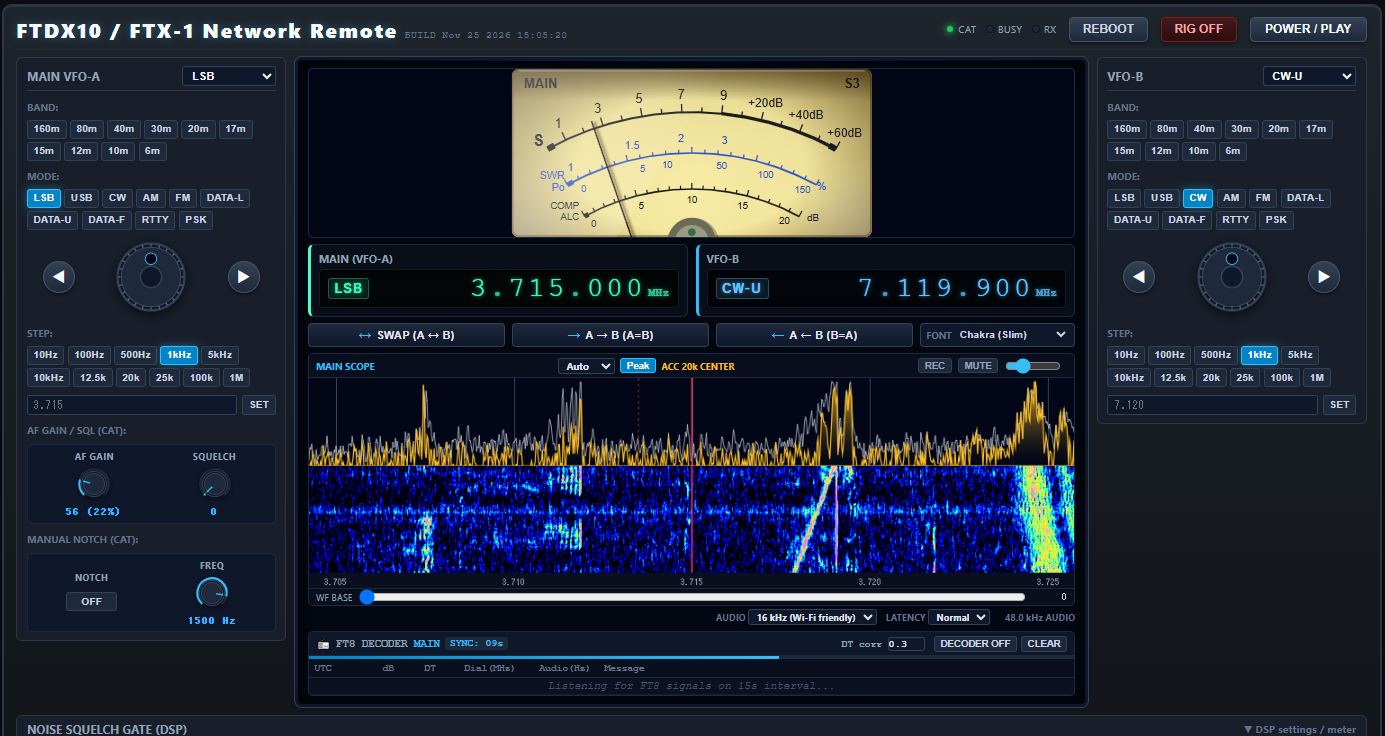 FTDX10 / FTX-1 Network Remote BUILD Nov 25 2026 15:05:20
CAT BUSY RX REBOOT RIG OFF POWER / PLAY
MAIN VFO-A LSB
BAND:
160m 80m 40m 30m 20m 17m
15m 12m 10m 6m
MODE:
LSB USB CW AM FM DATA-L
DATA-U DATA-F RTTY PSK
◀ ▶
STEP:
10Hz 100Hz 500Hz 1kHz 5kHz
10kHz 12.5k 20k 25k 100k 1M
3.715 SET
AF GAIN / SQL (CAT):
AF GAIN SQUELCH
56 (22%) 0
MANUAL NOTCH (CAT):
NOTCH FREQ
OFF
1500 Hz
MAIN S3
S 1 3 5 7 9 +20dB +40dB +60dB
SWR 1 1.5 2 3
Po 0 5 10 50 100 150 %
COMP
ALC 0 5 10 15 20 dB
MAIN (VFO-A)
LSB 3.715.000 MHz
VFO-B
CW-U 7.119.900 MHz
↔ SWAP (A ↔ B) → A → B (A=B) ← A ← B (B=A) FONT Chakra (Slim)
MAIN SCOPE Auto Peak ACC 20k CENTER REC MUTE
3.705 3.710 3.715 3.720 3.725
WF BASE 0
AUDIO 16 kHz (Wi-Fi friendly) LATENCY Normal 48.0 kHz AUDIO
FT8 DECODER MAIN SYNC: 09s DT corr 0.3 DECODER OFF CLEAR
UTC dB DT Dial(MHz) Audio(Hz) Message
Listening for FT8 signals on 15s interval...
VFO-B CW-U
BAND:
160m 80m 40m 30m 20m 17m
15m 12m 10m 6m
MODE:
LSB USB CW AM FM DATA-L
DATA-U DATA-F RTTY PSK
◀ ▶
STEP:
10Hz 100Hz 500Hz 1kHz 5kHz
10kHz 12.5k 20k 25k 100k 1M
7.120 SET
NOISE SQUELCH GATE (DSP) ▼ DSP settings / meter